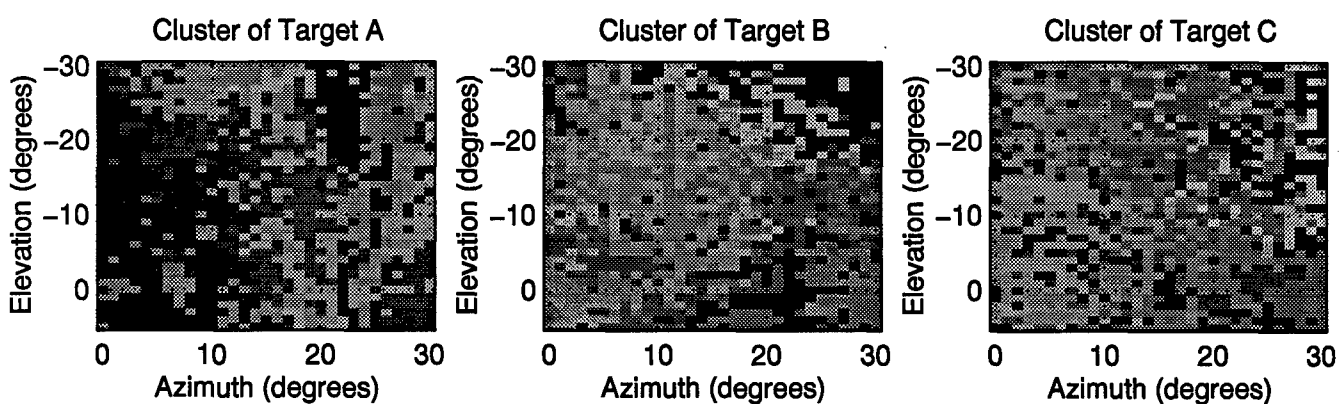 Cluster of Target A
Elevation (degrees)
−30
−20
−10
0
0 10 20 30
Azimuth (degrees)
Cluster of Target B
Elevation (degrees)
−30
−20
−10
0
0 10 20 30
Azimuth (degrees)
Cluster of Target C
Elevation (degrees)
−30
−20
−10
0
0 10 20 30
Azimuth (degrees)